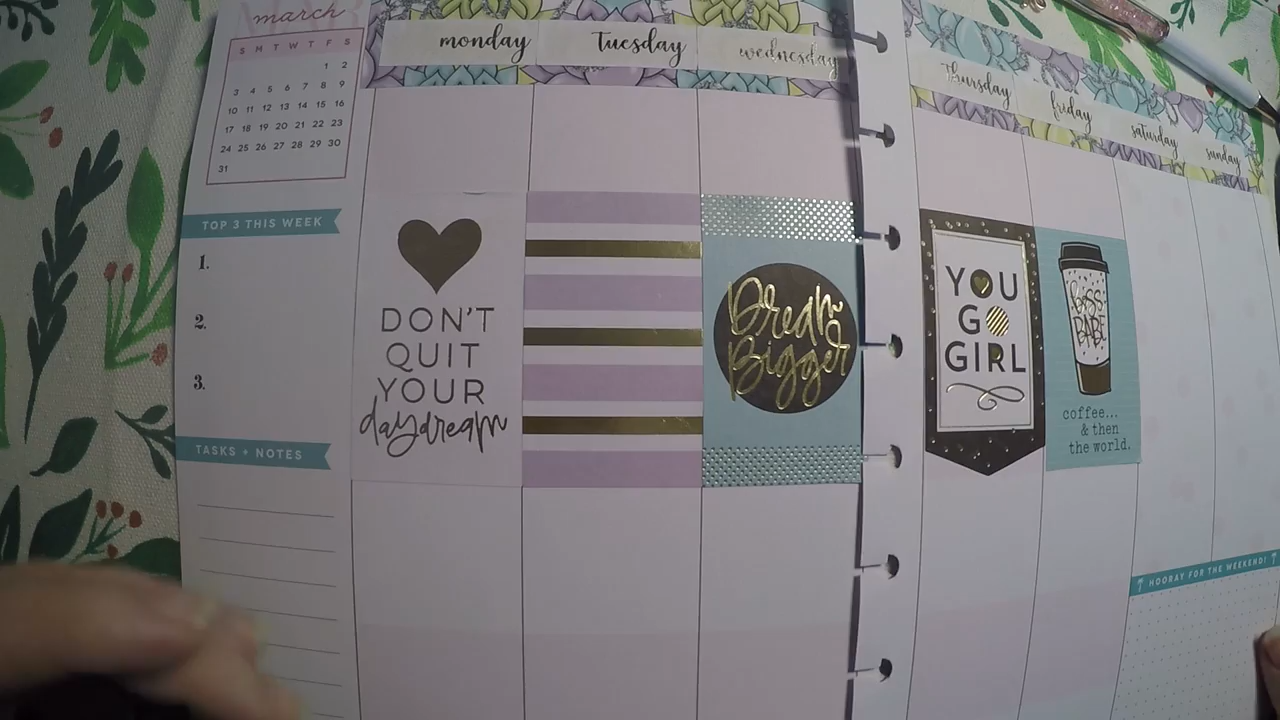 march
S M T W T F S
1 2
3 4 5 6 7 8 9
10 11 12 13 14 15 16
17 18 19 20 21 22 23
24 25 26 27 28 29 30
31
monday
Tuesday
wednesday
Thursday
friday
saturday
sunday
TOP 3 THIS WEEK
1.
2.
3.
TASKS + NOTES
DON'T
QUIT
YOUR
daydream
Dream
Bigger
YOU
GO
GIRL
BOSS
BABE
coffee...
& then
the world.
HOORAY FOR THE WEEKEND!